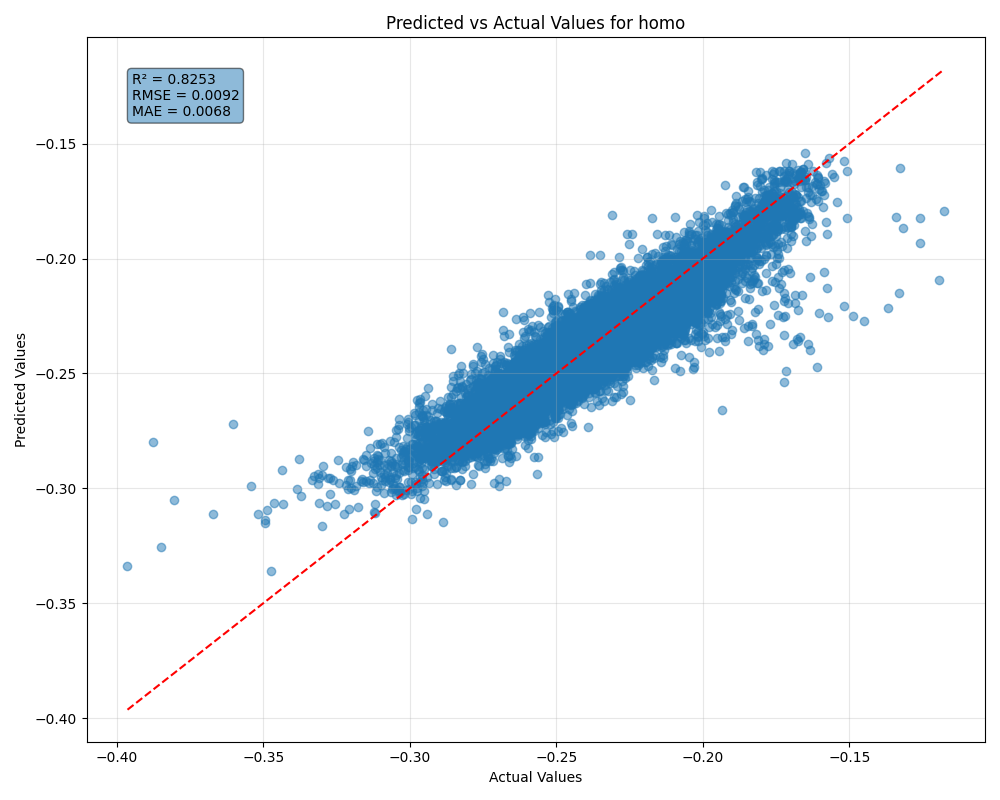 Predicted vs Actual Values for homo
R² = 0.8253
RMSE = 0.0092
MAE = 0.0068
−0.15
−0.20
−0.25
−0.30
−0.35
−0.40
Predicted Values
−0.40 −0.35 −0.30 −0.25 −0.20 −0.15
Actual Values